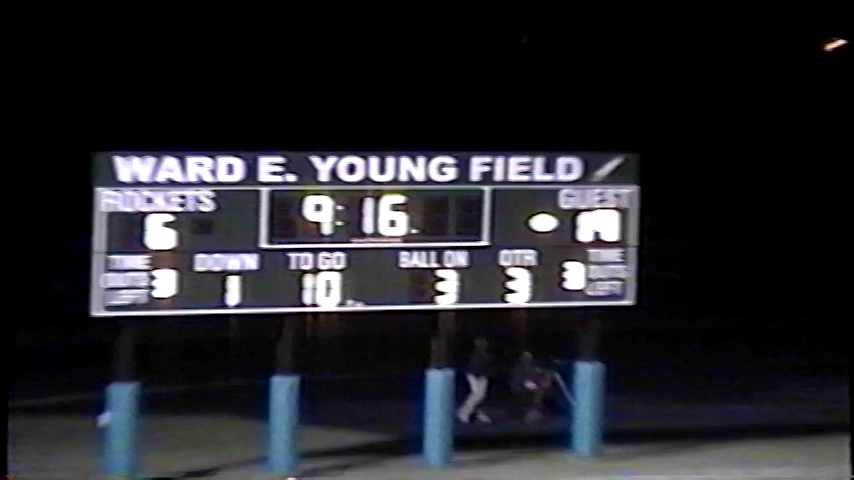 WARD E. YOUNG FIELD
ROCKETS 9:16 GUEST
6
TIME OUTS LEFT 3 DOWN 1 TO GO 10 BALL ON 3 QTR 3 3 TIME OUTS LEFT